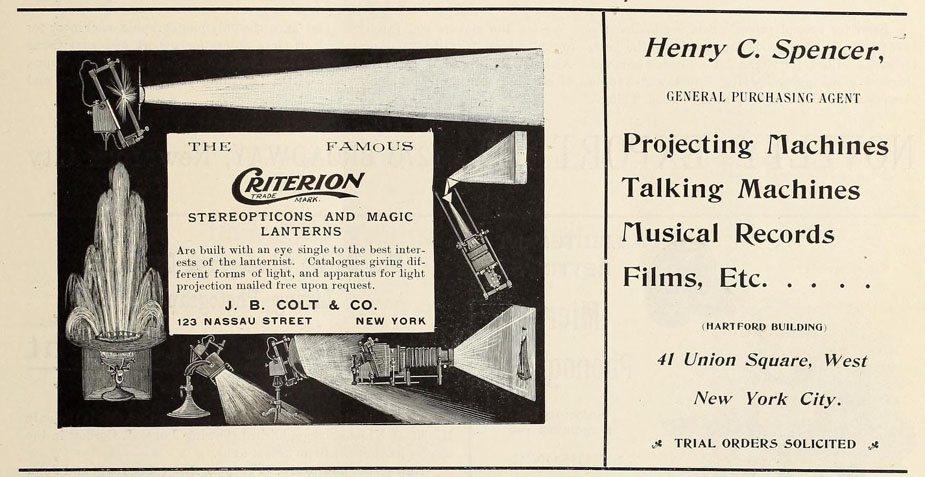 THE FAMOUS
CRITERION
TRADE MARK.
STEREOPTICONS AND MAGIC
LANTERNS
Are built with an eye single to the best inter-
ests of the lanternist. Catalogues giving dif-
ferent forms of light, and apparatus for light
projection mailed free upon request.
J. B. COLT & CO.
123 NASSAU STREET NEW YORK
Henry C. Spencer,
GENERAL PURCHASING AGENT
Projecting Machines
Talking Machines
Musical Records
Films, Etc. . . . . .
(HARTFORD BUILDING)
41 Union Square, West
New York City.
TRIAL ORDERS SOLICITED